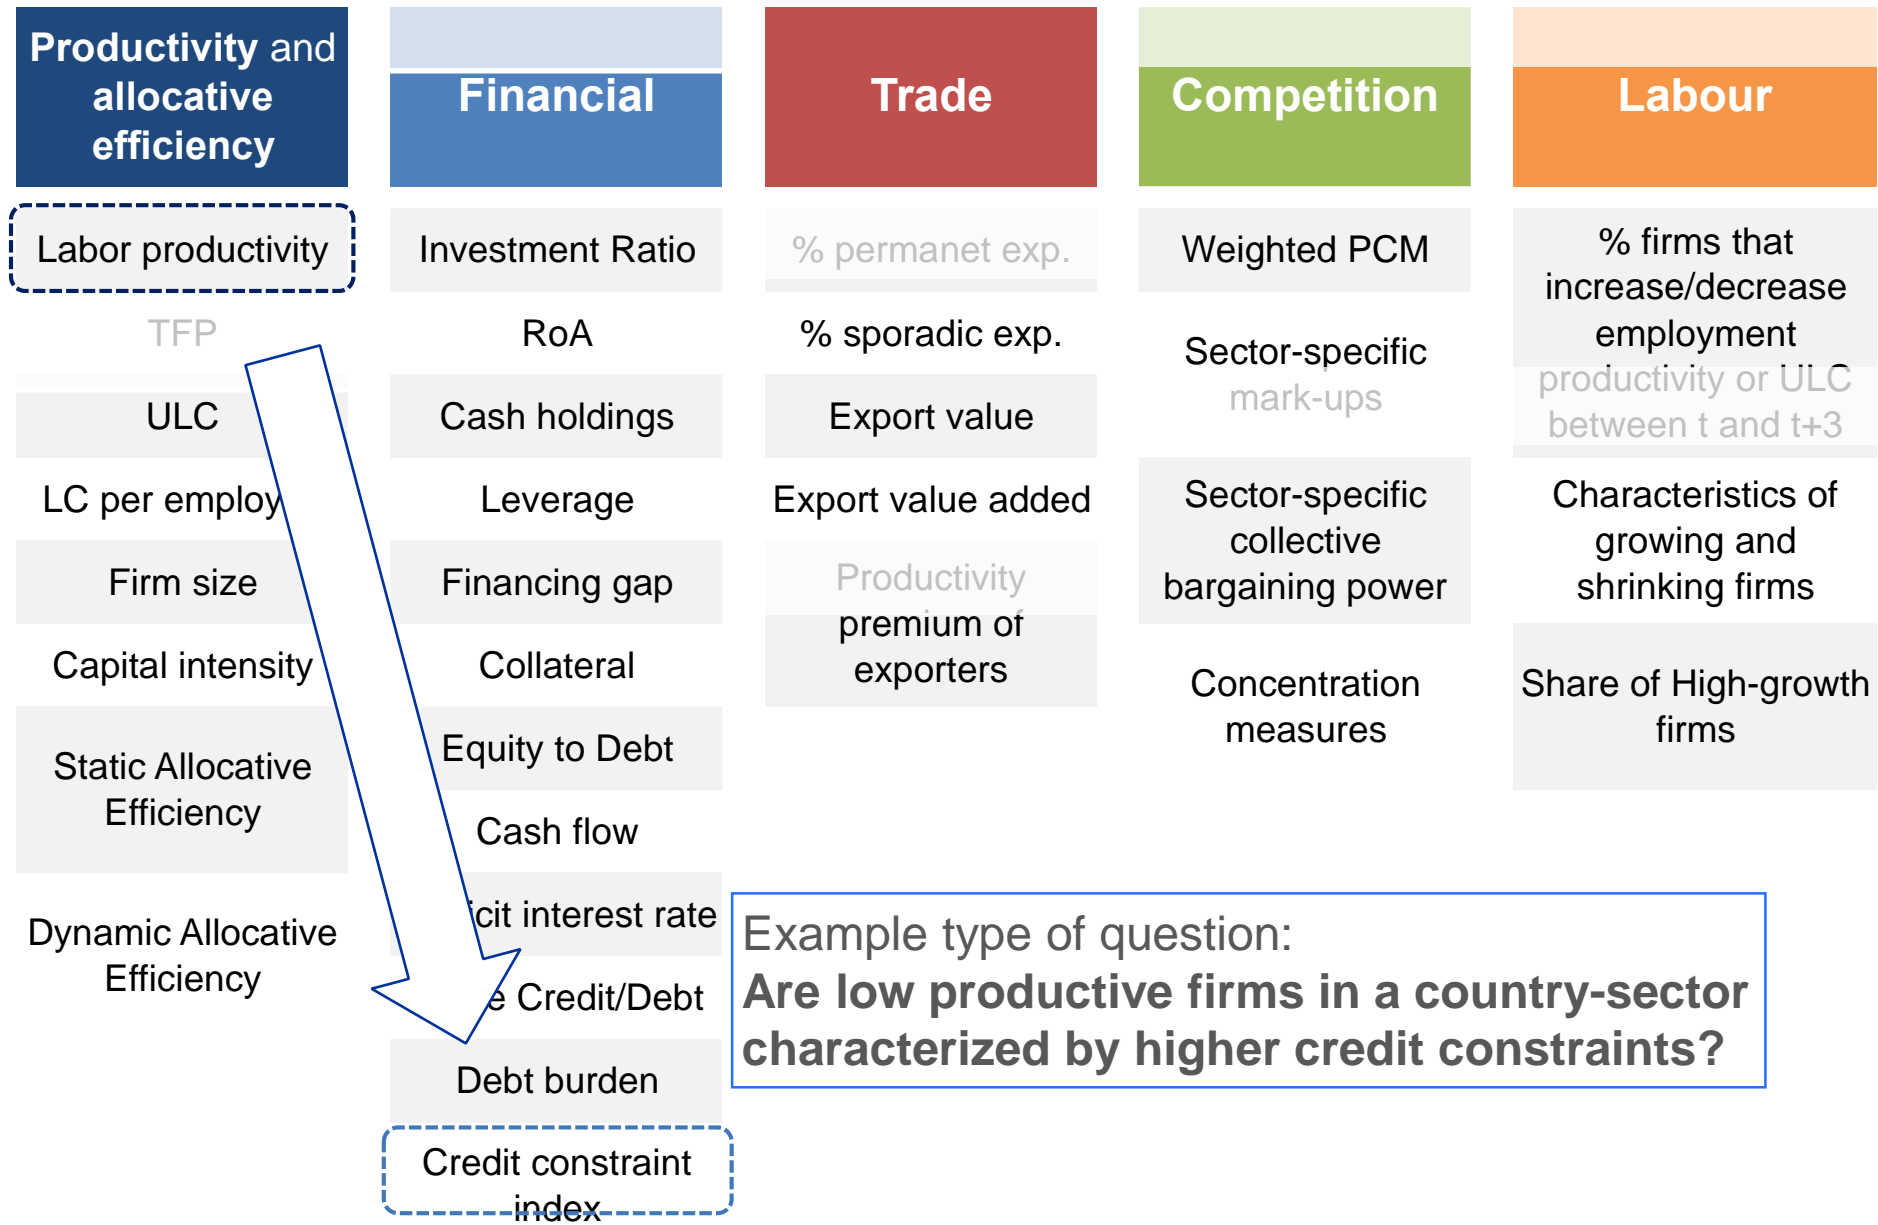 Productivity and
allocative
efficiency
Labor productivity
TFP
ULC
LC per employ
Firm size
Capital intensity
Static Allocative
Efficiency
Dynamic Allocative
Efficiency
Financial
Investment Ratio
RoA
Cash holdings
Leverage
Financing gap
Collateral
Equity to Debt
Cash flow
interest rate
Credit/Debt
Debt burden
Credit constraint
index
Trade
% permanet exp.
% sporadic exp.
Export value
Export value added
Productivity
premium of
exporters
Competition
Weighted PCM
Sector-specific
mark-ups
Sector-specific
collective
bargaining power
Concentration
measures
Labour
% firms that
increase/decrease
employment
productivity or ULC
between t and t+3
Characteristics of
growing and
shrinking firms
Share of High-growth
firms
Example type of question:
Are low productive firms in a country-sector
characterized by higher credit constraints?